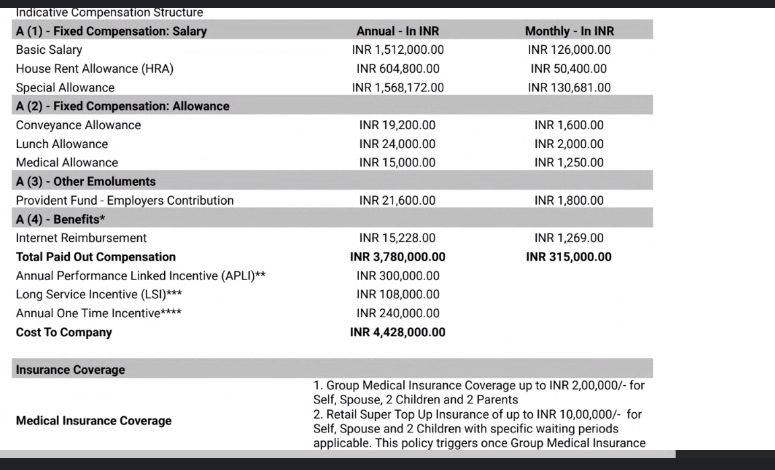 Indicative Compensation Structure
A (1) - Fixed Compensation: Salary Annual - In INR Monthly - In INR
Basic Salary INR 1,512,000.00 INR 126,000.00
House Rent Allowance (HRA) INR 604,800.00 INR 50,400.00
Special Allowance INR 1,568,172.00 INR 130,681.00
A (2) - Fixed Compensation: Allowance
Conveyance Allowance INR 19,200.00 INR 1,600.00
Lunch Allowance INR 24,000.00 INR 2,000.00
Medical Allowance INR 15,000.00 INR 1,250.00
A (3) - Other Emoluments
Provident Fund - Employers Contribution INR 21,600.00 INR 1,800.00
A (4) - Benefits*
Internet Reimbursement INR 15,228.00 INR 1,269.00
Total Paid Out Compensation INR 3,780,000.00 INR 315,000.00
Annual Performance Linked Incentive (APLI)** INR 300,000.00
Long Service Incentive (LSI)*** INR 108,000.00
Annual One Time Incentive**** INR 240,000.00
Cost To Company INR 4,428,000.00
Insurance Coverage
Medical Insurance Coverage
1. Group Medical Insurance Coverage up to INR 2,00,000/- for
Self, Spouse, 2 Children and 2 Parents
2. Retail Super Top Up Insurance of up to INR 10,00,000/- for
Self, Spouse and 2 Children with specific waiting periods
applicable. This policy triggers once Group Medical Insurance